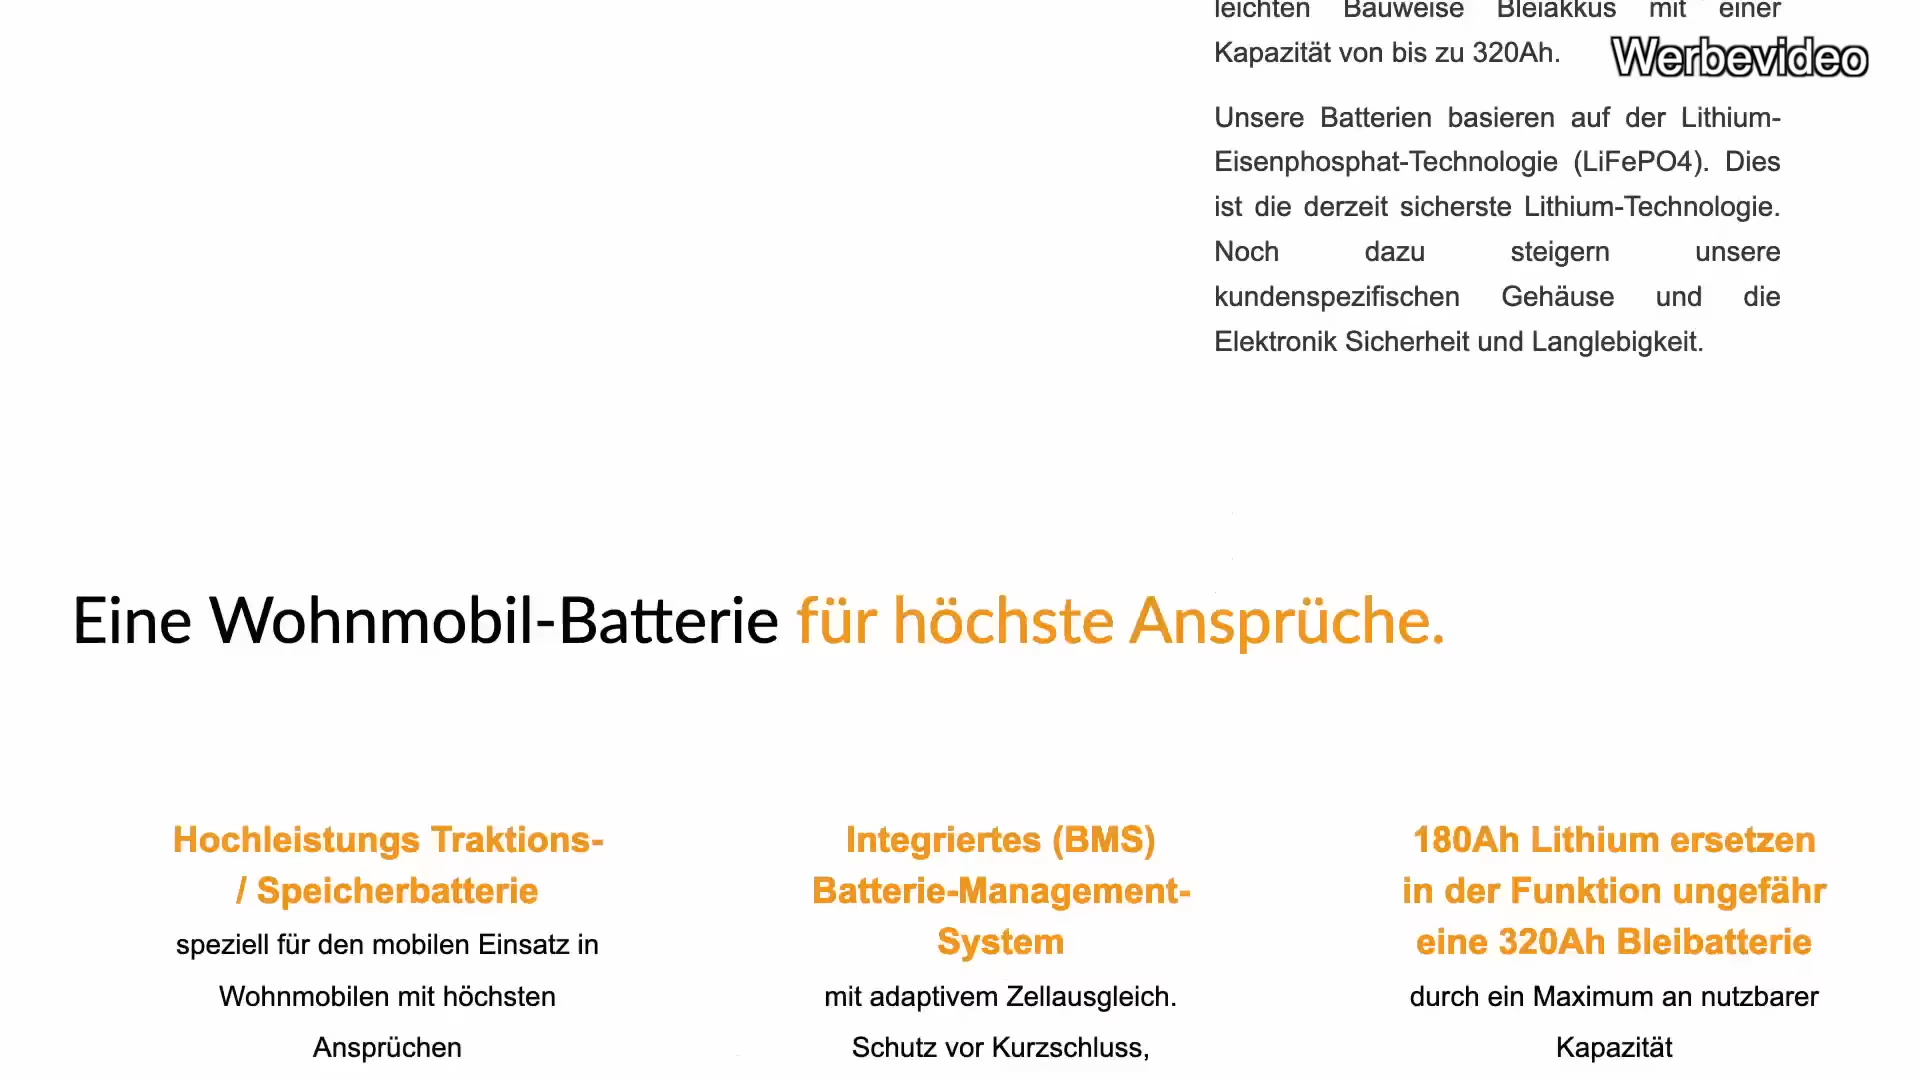 leichten Bauweise Bleiakkus mit einer
Kapazität von bis zu 320Ah.
Werbevideo
Unsere Batterien basieren auf der Lithium-
Eisenphosphat-Technologie (LiFePO4). Dies
ist die derzeit sicherste Lithium-Technologie.
Noch dazu steigern unsere
kundenspezifischen Gehäuse und die
Elektronik Sicherheit und Langlebigkeit.
Eine Wohnmobil-Batterie für höchste Ansprüche.
Hochleistungs Traktions-
/ Speicherbatterie
speziell für den mobilen Einsatz in
Wohnmobilen mit höchsten
Ansprüchen
Integriertes (BMS)
Batterie-Management-
System
mit adaptivem Zellausgleich.
Schutz vor Kurzschluss,
180Ah Lithium ersetzen
in der Funktion ungefähr
eine 320Ah Bleibatterie
durch ein Maximum an nutzbarer
Kapazität